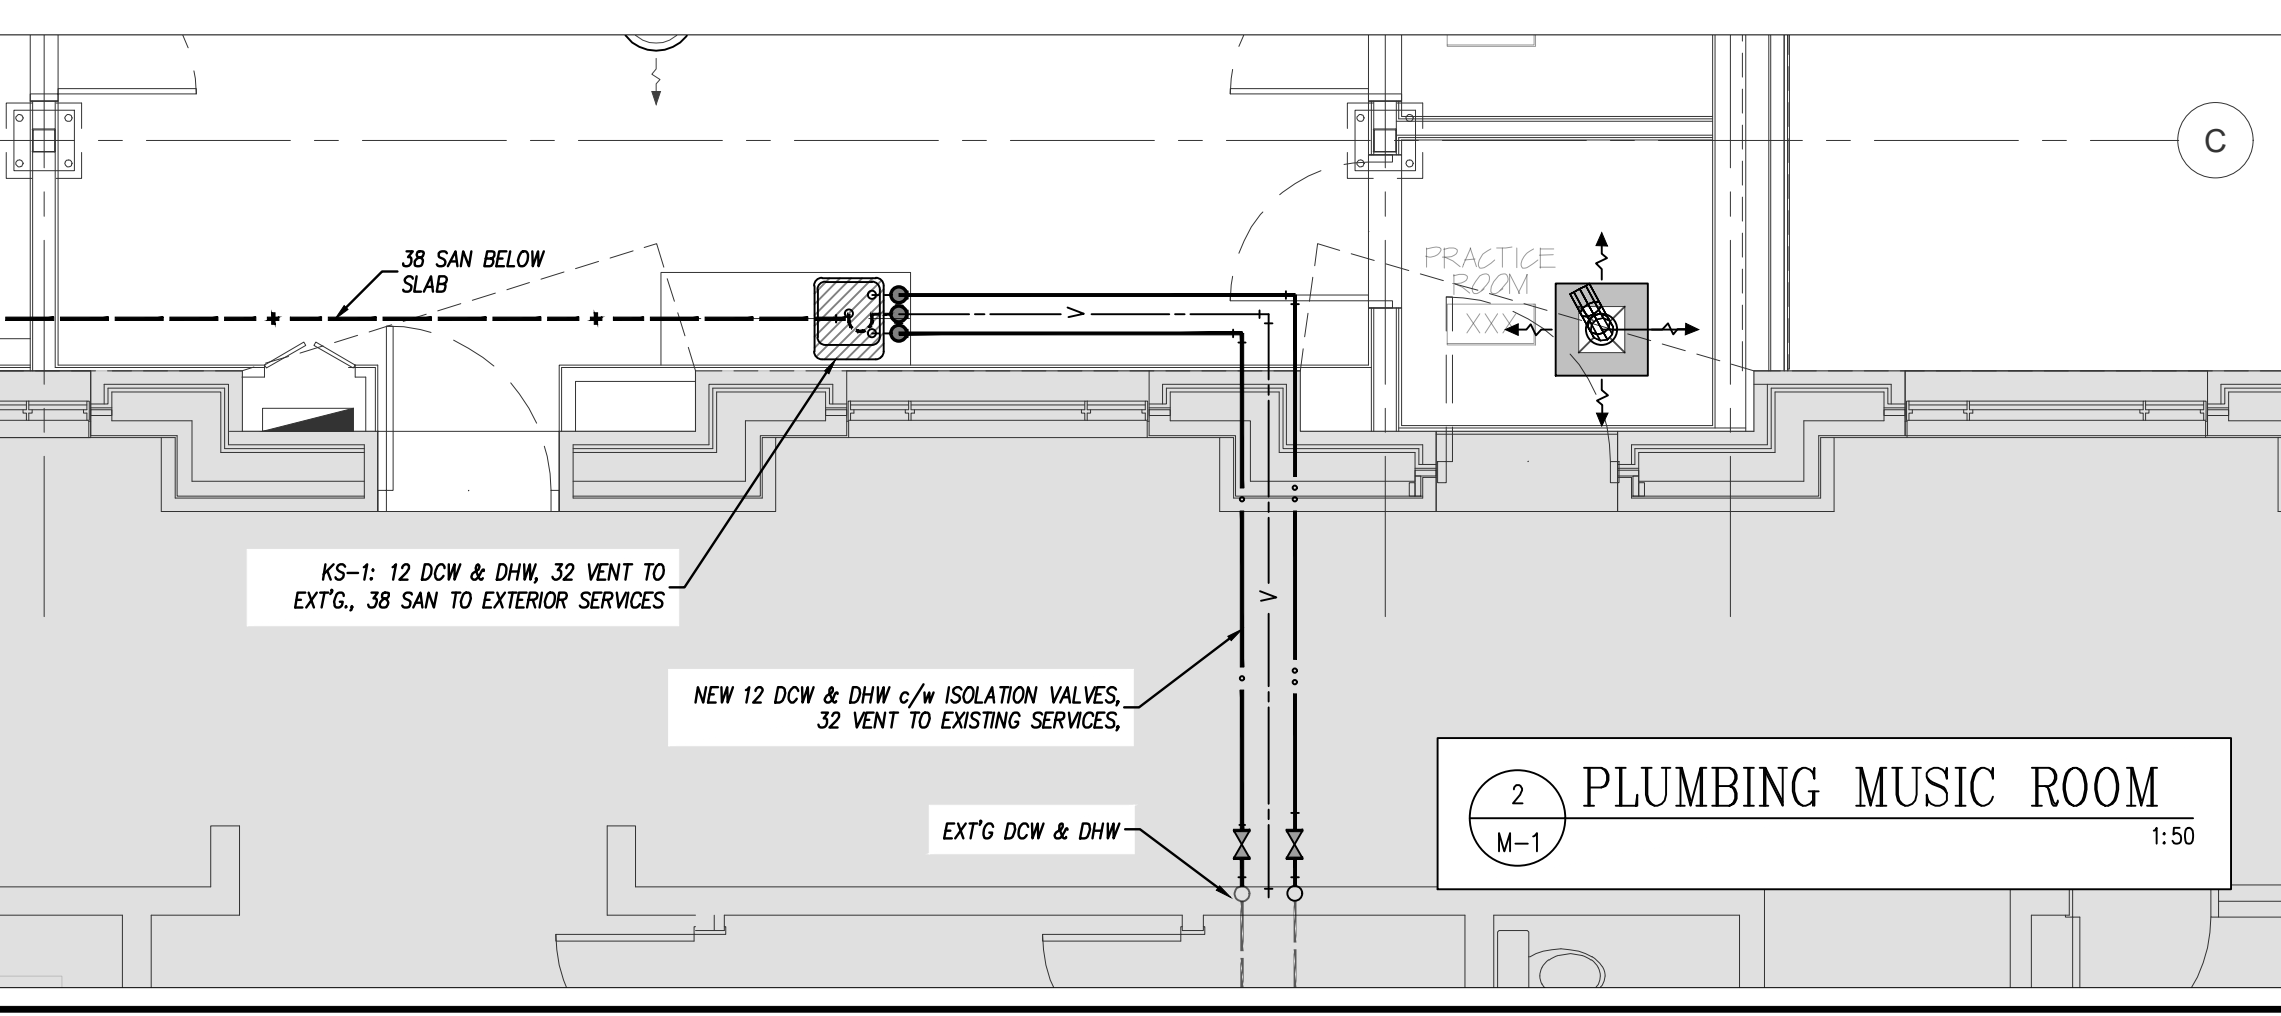 C
38 SAN BELOW
SLAB
V
PRACTICE
ROOM
XXX
KS-1: 12 DCW & DHW, 32 VENT TO
EXT'G., 38 SAN TO EXTERIOR SERVICES
V
NEW 12 DCW & DHW c/w ISOLATION VALVES,
32 VENT TO EXISTING SERVICES,
EXT'G DCW & DHW
2
M-1
PLUMBING MUSIC ROOM
1:50